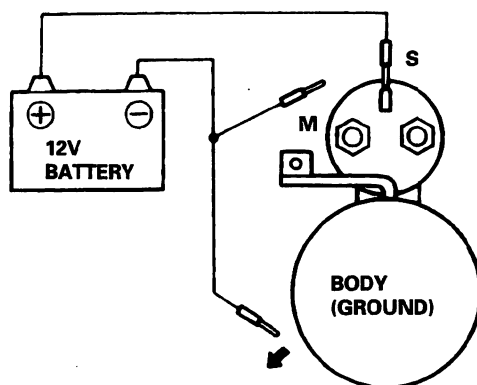 S
M
+
−
12V
BATTERY
BODY
(GROUND)